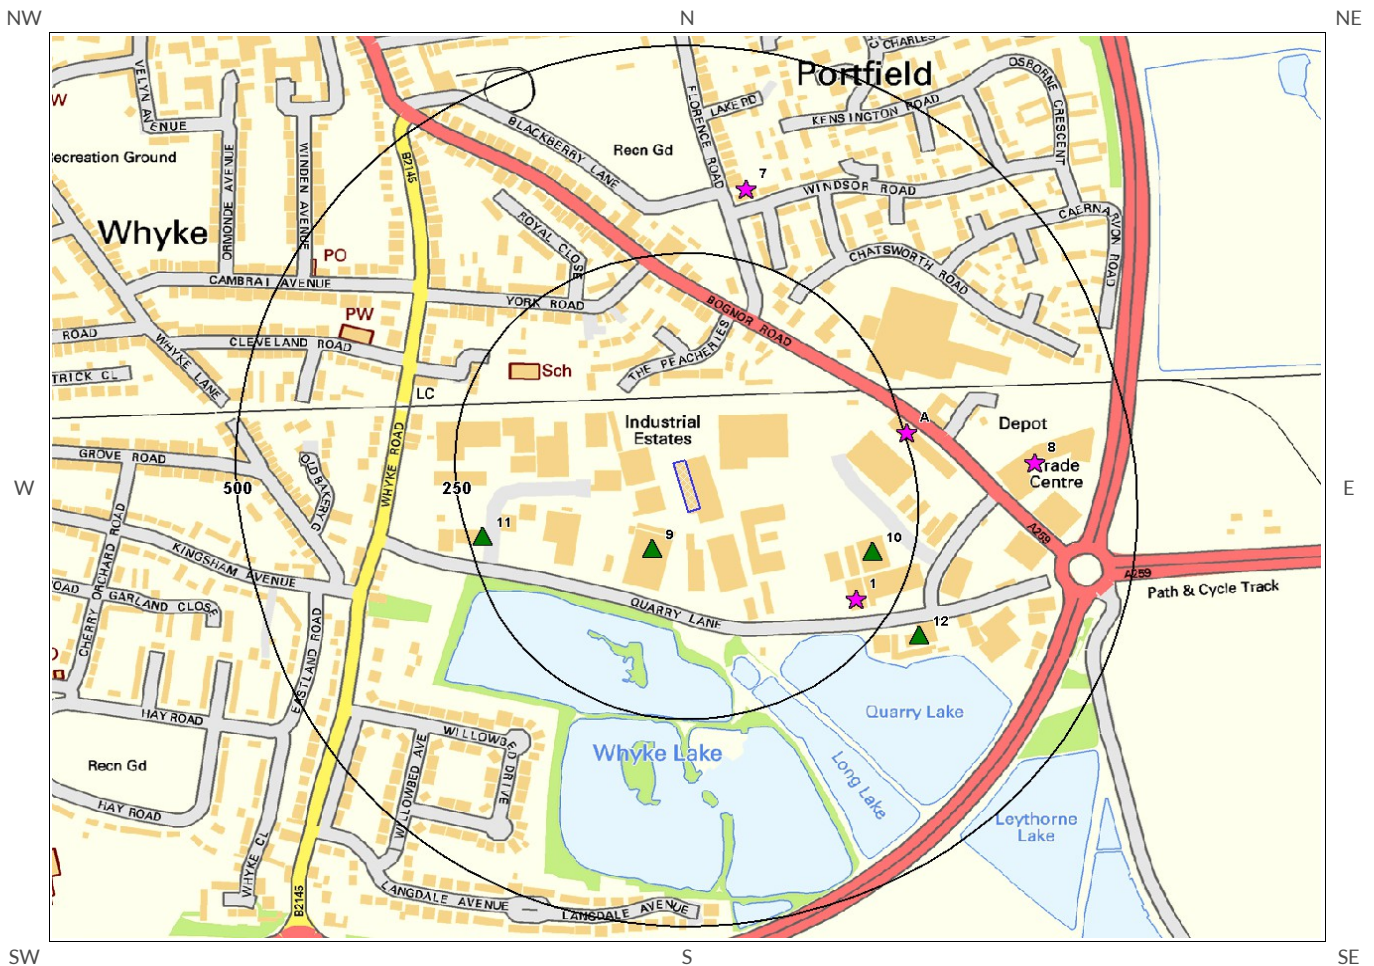 NW
N
NE
CHARLES
Portfield
OSBORNE CRESCENT
VELYN AV
ENUE
W
LAKE RD
KENSINGTON ROAD
FLORENCE ROAD
BLACKBERRY LANE
Recn Gd
ecreation Ground
B2145
7
WINDSOR ROAD
ORMONDE AVENUE
WINDEN AVENUE
Whyke
ROYAL CLOSE
CAERNARVON ROAD
PO
CHATSWORTH ROAD
CAMBRAI AVENUE
YORK ROAD
BOGNOR ROAD
PW
ROAD
CLEVELAND ROAD
WHYKE LANE
THE PEACHERIES
TRICK CL
Sch
LC
A
Industrial
Estates
Depot
8
Trade
Centre
GROVE ROAD
OLDBAKERY C
WHYKE ROAD
W
500
250
E
11
9
10
A259
KINGSHAM AVENUE
CHERRY ORCHARD ROAD
A259
Path & Cycle Track
OAD
GARLAND CLOSE
1
QUARRY LANE
12
EASTLAND ROAD
HAY ROAD
Quarry Lake
WILLOWBED DRIVE
Whyke Lake
WILLOWBED AVE
Recn Gd
Long Lake
HAY ROAD
Leythorne
Lake
WHYKE CL
LANGDALE AVENUE
LANGDALE AVENUE
B2145
SW
S
SE